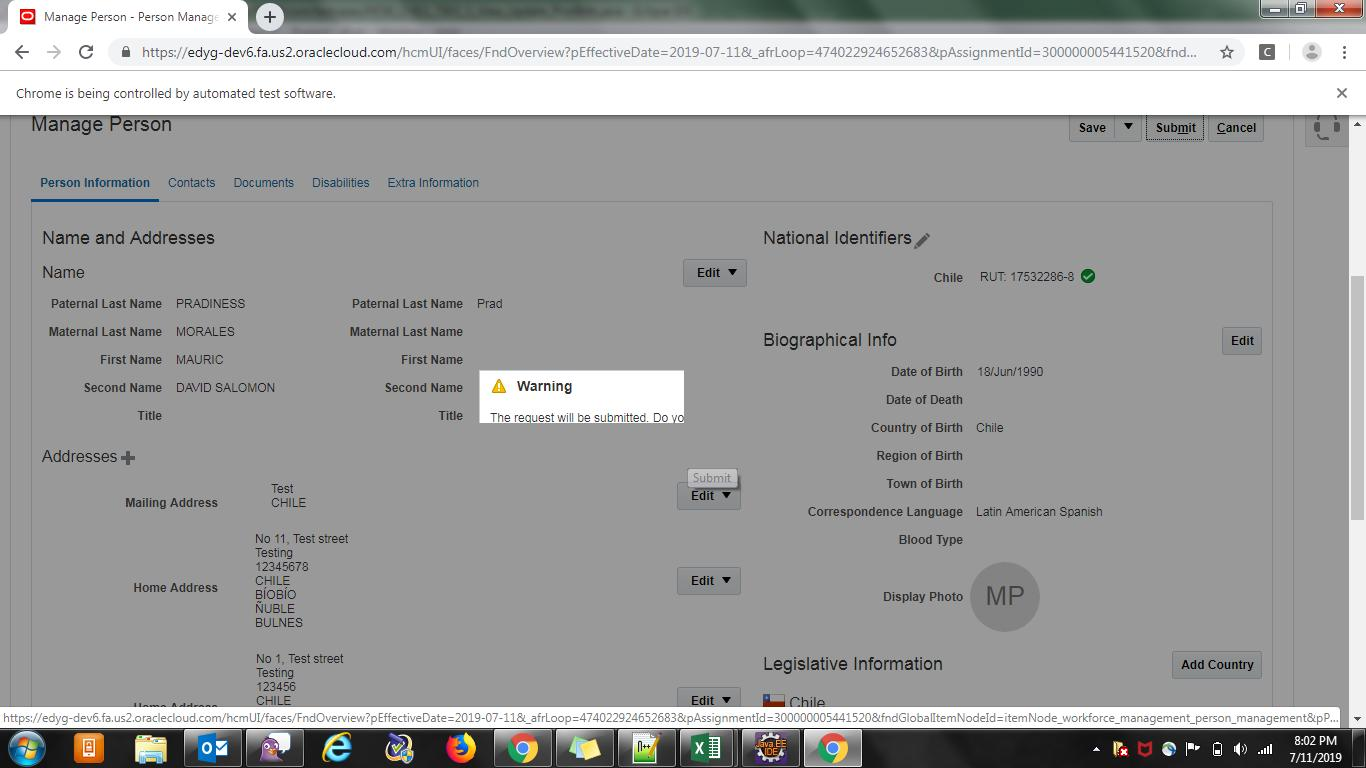 Manage Person - Person Manage
https://edyg-dev6.fa.us2.oraclecloud.com/hcmUI/faces/FndOverview?pEffectiveDate=2019-07-11&_afrLoop=474022924652683&pAssignmentId=300000005441520&fnd...
C
Chrome is being controlled by automated test software.
Manage Person
Save
Submit
Cancel
Person Information
Contacts
Documents
Disabilities
Extra Information
Name and Addresses
Name
Edit
Paternal Last Name PRADINESS
Paternal Last Name Prad
Maternal Last Name MORALES
Maternal Last Name
First Name MAURIC
First Name
Second Name DAVID SALOMON
Second Name
Title
Title
Warning
The request will be submitted. Do yo
Addresses
Mailing Address
Test
CHILE
Submit
Edit
Home Address
No 11, Test street
Testing
12345678
CHILE
BÍOBÍO
ÑUBLE
BULNES
Edit
Home Address
No 1, Test street
Testing
123456
CHILE
Edit
National Identifiers
Chile RUT: 17532286-8
Biographical Info
Edit
Date of Birth 18/Jun/1990
Date of Death
Country of Birth Chile
Region of Birth
Town of Birth
Correspondence Language Latin American Spanish
Blood Type
Display Photo MP
Legislative Information
Add Country
Chile
https://edyg-dev6.fa.us2.oraclecloud.com/hcmUI/faces/FndOverview?pEffectiveDate=2019-07-11&_afrLoop=474022924652683&pAssignmentId=300000005441520&fndGlobalItemNodeId=itemNode_workforce_management_person_management&pP...
Java EE
IDE
8:02 PM
7/11/2019